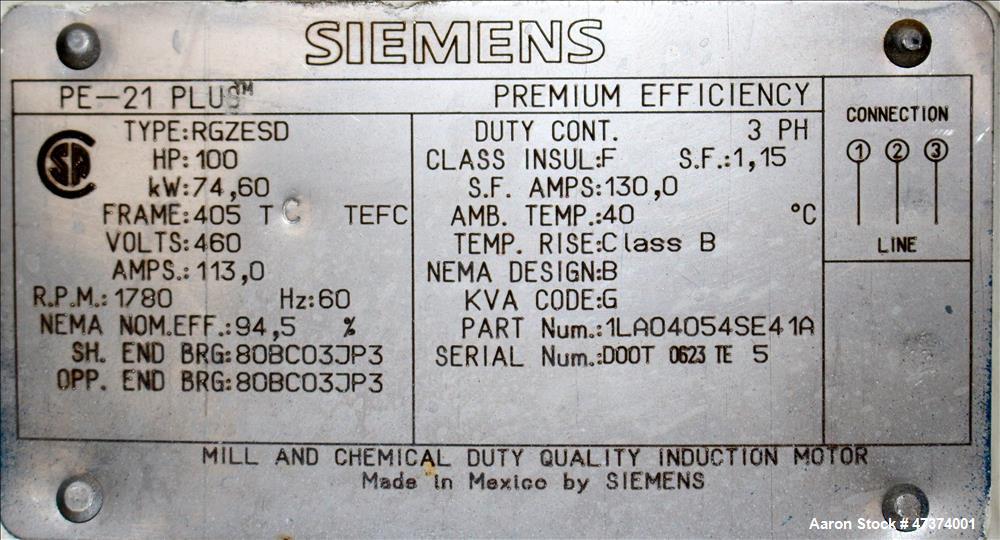 SIEMENS
PE-21 PLUS™ PREMIUM EFFICIENCY
TYPE:RGZESD
HP:100
kW:74,60
FRAME:405 T C TEFC
VOLTS:460
AMPS.:113,0
R.P.M.:1780 Hz:60
NEMA NOM.EFF.:94,5 %
SH. END BRG:80BC03JP3
OPP. END BRG:80BC03JP3
DUTY CONT. 3 PH
CLASS INSUL:F S.F.:1,15
S.F. AMPS:130,0
AMB. TEMP.:40 °C
TEMP. RISE:Class B
NEMA DESIGN:B
KVA CODE:G
PART Num.:1LA04054SE41A
SERIAL Num.:D00T 0623 TE 5
CONNECTION
1 2 3
LINE
MILL AND CHEMICAL DUTY QUALITY INDUCTION MOTOR
Made in Mexico by SIEMENS
SA
Aaron Stock # 47374001